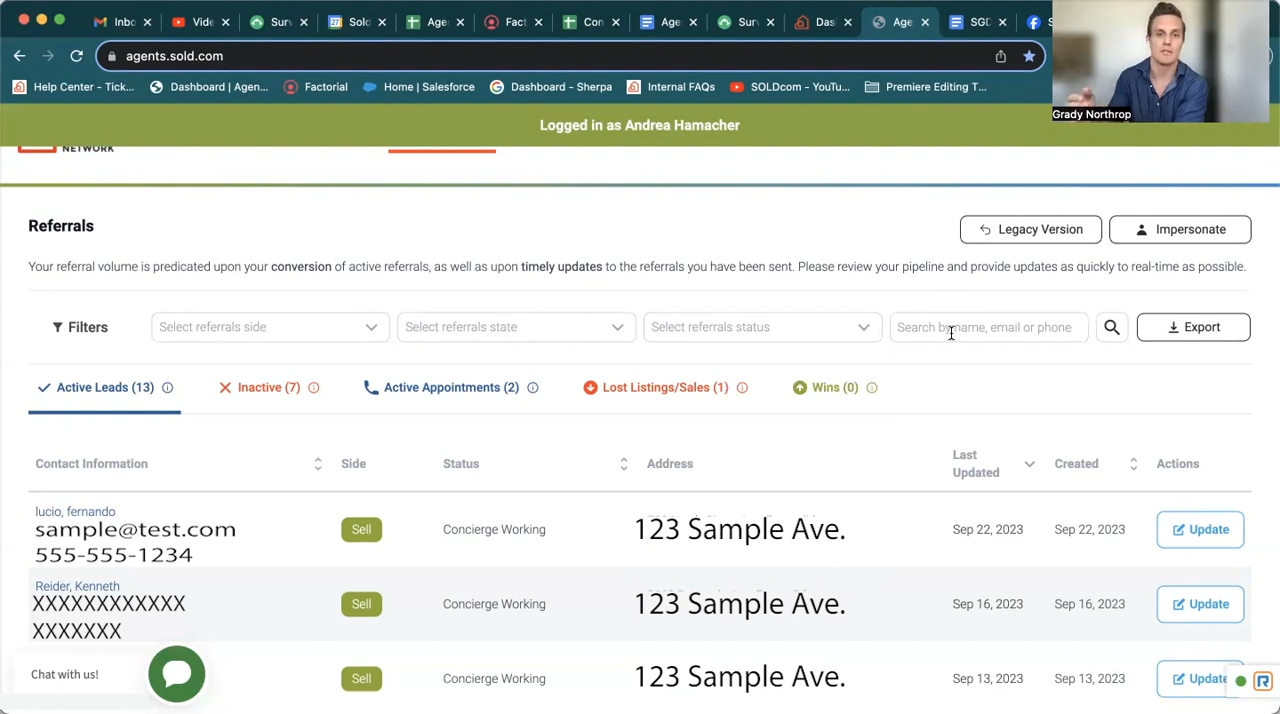 Inbo
Vide
Surv
Sold
Age
Fact
Con
Age
Surv
Das
Age
SGD
agents.sold.com
Help Center - Tick...
Dashboard | Agen...
Factorial
Home | Salesforce
Dashboard - Sherpa
Internal FAQs
SOLDcom - YouTu...
Premiere Editing T...
Grady Northrop
Logged in as Andrea Hamacher
NETWORK
Referrals
Legacy Version
Impersonate
Your referral volume is predicated upon your conversion of active referrals, as well as upon timely updates to the referrals you have been sent. Please review your pipeline and provide updates as quickly to real-time as possible.
Filters
Select referrals side
Select referrals state
Select referrals status
Search by name, email or phone
Export
Active Leads (13)
Inactive (7)
Active Appointments (2)
Lost Listings/Sales (1)
Wins (0)
Contact Information
Side
Status
Address
Last
Updated
Created
Actions
lucio, fernando
sample@test.com
555-555-1234
Sell
Concierge Working
123 Sample Ave.
Sep 22, 2023
Sep 22, 2023
Update
Reider, Kenneth
XXXXXXXXXXXX
XXXXXXX
Sell
Concierge Working
123 Sample Ave.
Sep 16, 2023
Sep 16, 2023
Update
Sell
Concierge Working
123 Sample Ave.
Sep 13, 2023
Sep 13, 2023
Update
Chat with us!